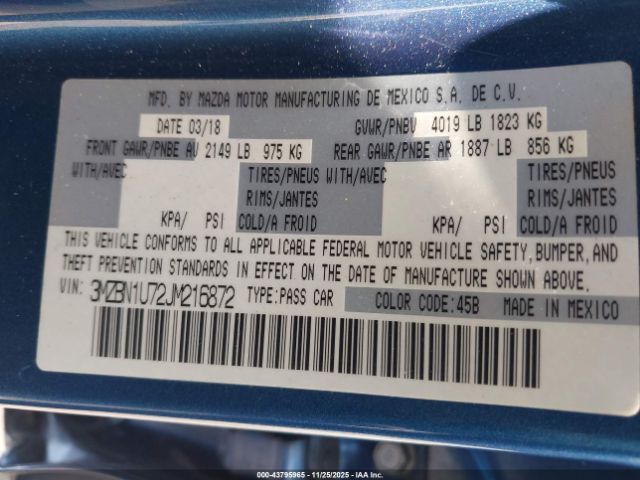 MFD. BY MAZDA MOTOR MANUFACTURING DE MEXICO S.A. DE C.V.
DATE 03/18 GVWR/PNBV 4019 LB 1823 KG
FRONT GAWR/PNBE AV 2149 LB 975 KG REAR GAWR/PNBE AR 1887 LB 856 KG
WITH/AVEC TIRES/PNEUS WITH/AVEC TIRES/PNEUS
RIMS/JANTES RIMS/JANTES
KPA/ PSI COLD/A FROID KPA/ PSI COLD/A FROID
THIS VEHICLE CONFORMS TO ALL APPLICABLE FEDERAL MOTOR VEHICLE SAFETY, BUMPER, AND
THEFT PREVENTION STANDARDS IN EFFECT ON THE DATE OF MANUFACTURE SHOWN ABOVE.
VIN: 3MZBN1U72JM216872 TYPE:PASS CAR COLOR CODE:45B MADE IN MEXICO
000-43795965 - 11/25/2025 - IAA Inc.